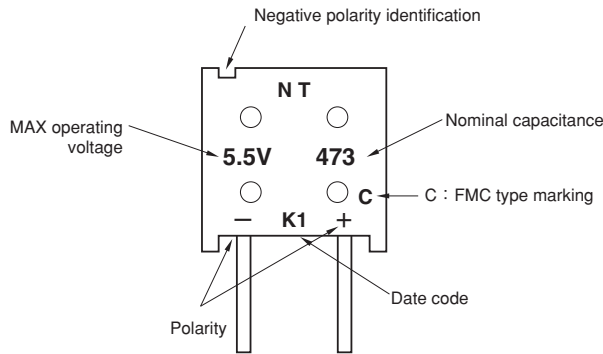 Negative polarity identification
N T
MAX operating
voltage
5.5V
473
Nominal capacitance
C
C : FMC type marking
− K1 +
Date code
Polarity